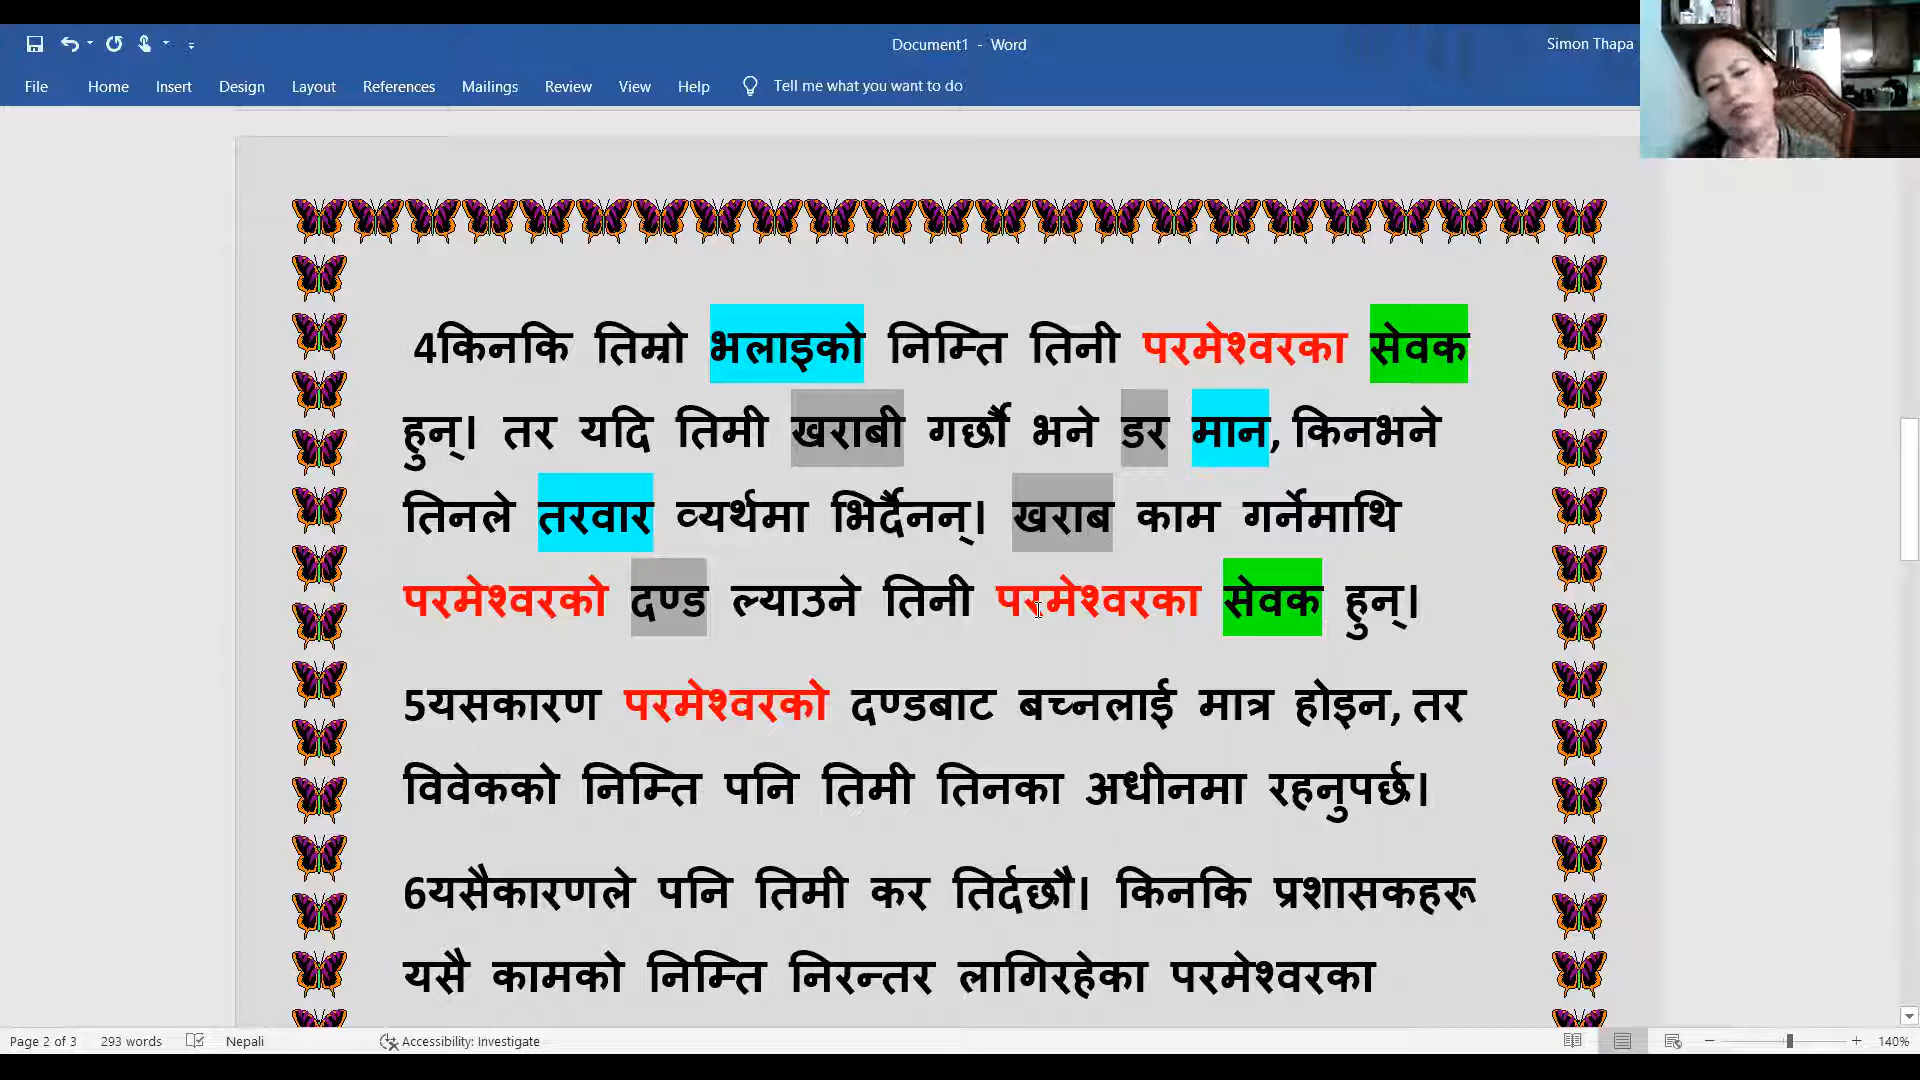 Document1 - Word
Simon Thapa
File Home Insert Design Layout References Mailings Review View Help Tell me what you want to do
4किनकि तिम्रो भलाइको निम्ति तिनी परमेश्वरका सेवक
हुन्। तर यदि तिमी खराबी गर्छौ भने डर मान, किनभने
तिनले तरवार व्यर्थमा भिर्दैनन्। खराब काम गर्नेमाथि
परमेश्वरको दण्ड ल्याउने तिनी परमेश्वरका सेवक हुन्।
5यसकारण परमेश्वरको दण्डबाट बच्नलाई मात्र होइन, तर
विवेकको निम्ति पनि तिमी तिनका अधीनमा रहनुपर्छ।
6यसैकारणले पनि तिमी कर तिर्दछौ। किनकि प्रशासकहरू
यसै कामको निम्ति निरन्तर लागिरहेका परमेश्वरका
Page 2 of 3 293 words Nepali Accessibility: Investigate 140%